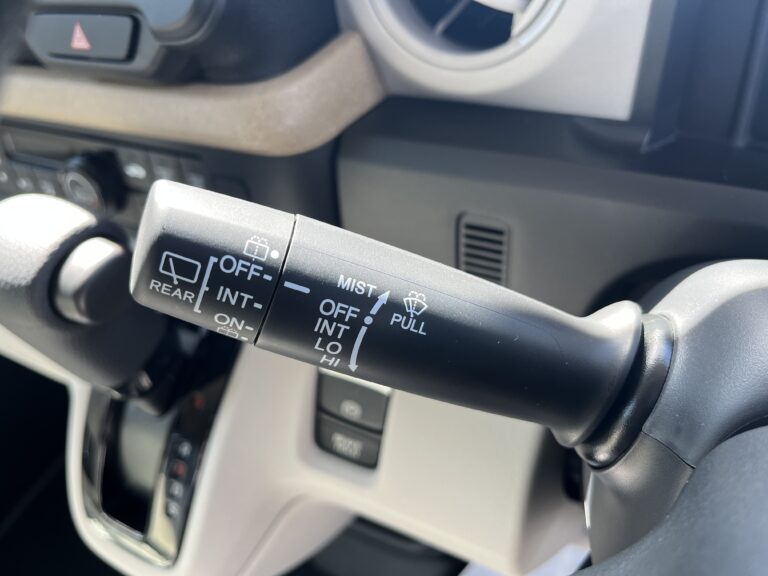 REAR
OFF
INT
ON
MIST
OFF
INT
LO
HI
PULL